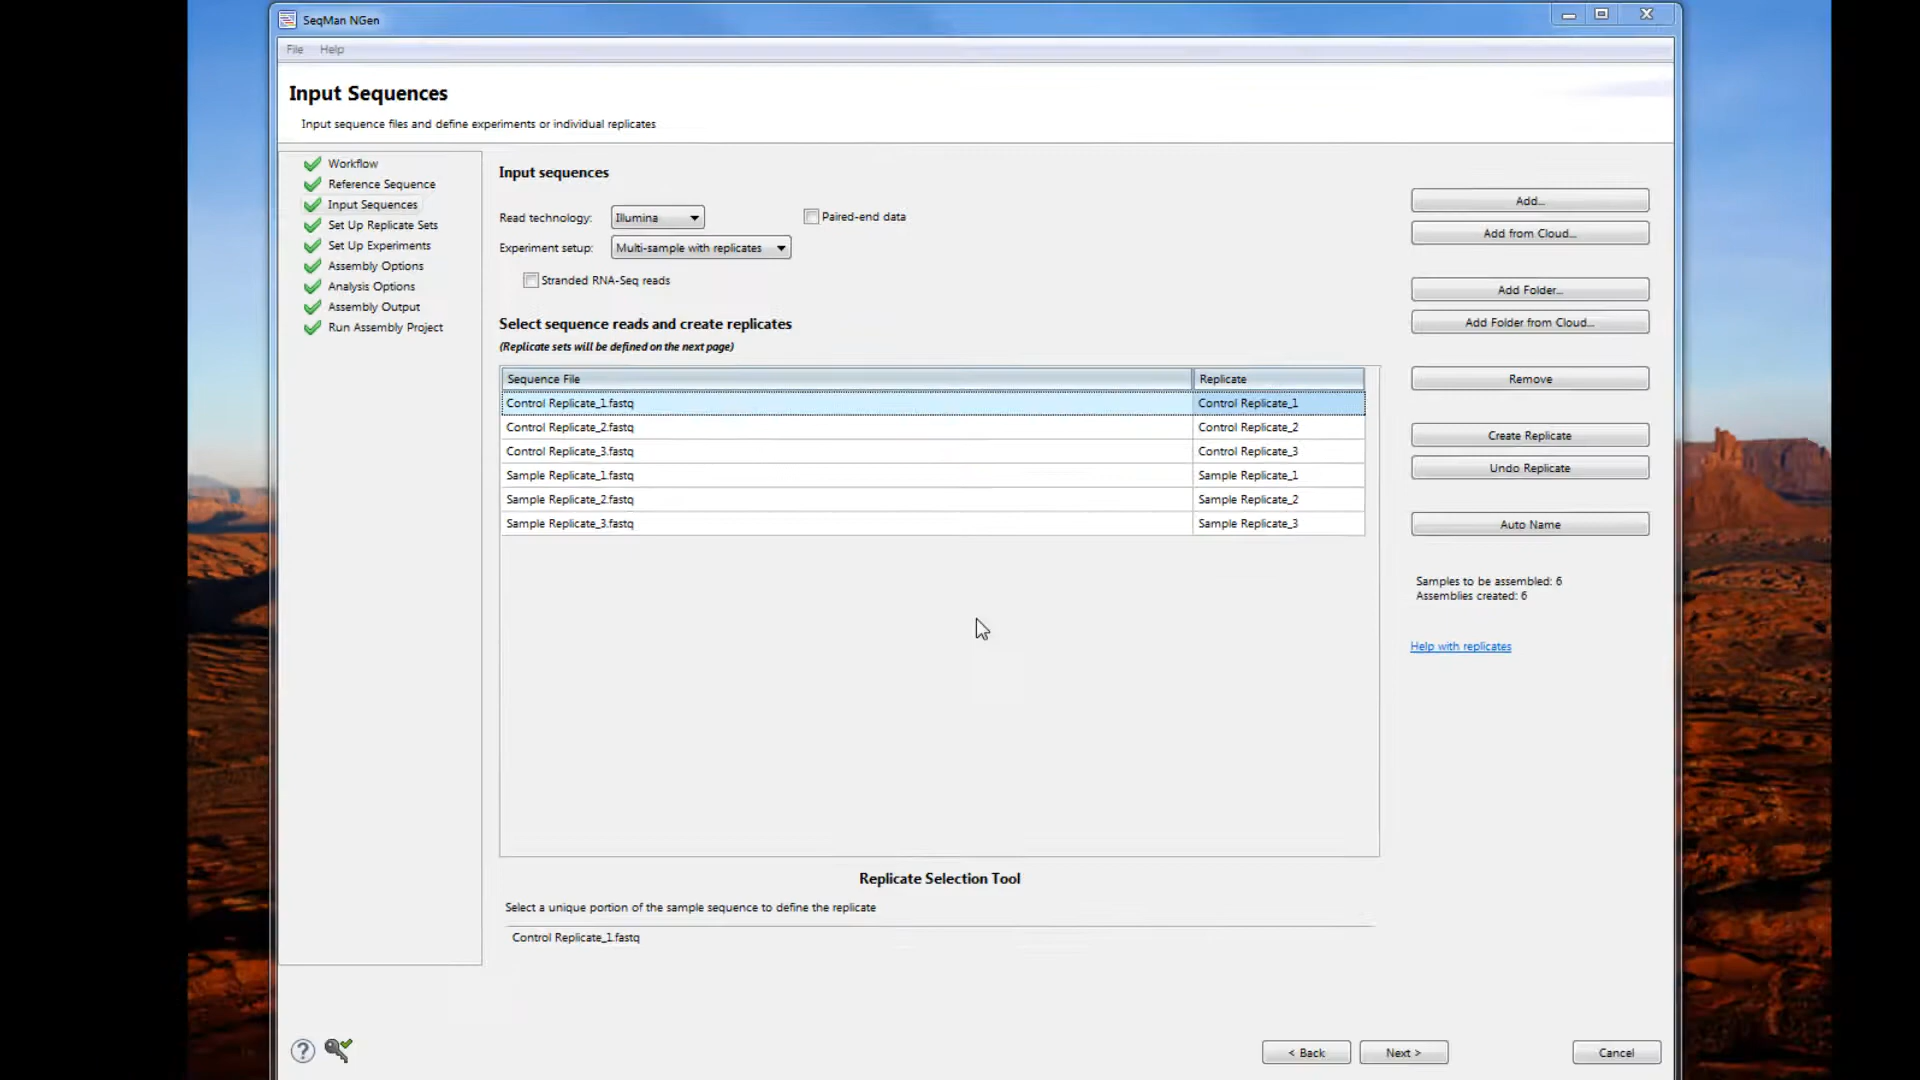 SeqMan NGen
File Help
Input Sequences
Input sequence files and define experiments or individual replicates
Workflow
Reference Sequence
Input Sequences
Set Up Replicate Sets
Set Up Experiments
Assembly Options
Analysis Options
Assembly Output
Run Assembly Project
Input sequences
Read technology: Illumina Paired-end data
Experiment setup: Multi-sample with replicates
Stranded RNA-Seq reads
Select sequence reads and create replicates
(Replicate sets will be defined on the next page)
Sequence File Replicate
Control Replicate_1.fastq Control Replicate_1
Control Replicate_2.fastq Control Replicate_2
Control Replicate_3.fastq Control Replicate_3
Sample Replicate_1.fastq Sample Replicate_1
Sample Replicate_2.fastq Sample Replicate_2
Sample Replicate_3.fastq Sample Replicate_3
Add...
Add from Cloud...
Add Folder...
Add Folder from Cloud...
Remove
Create Replicate
Undo Replicate
Auto Name
Samples to be assembled: 6
Assemblies created: 6
Help with replicates
Replicate Selection Tool
Select a unique portion of the sample sequence to define the replicate
Control Replicate_1.fastq
? < Back Next > Cancel